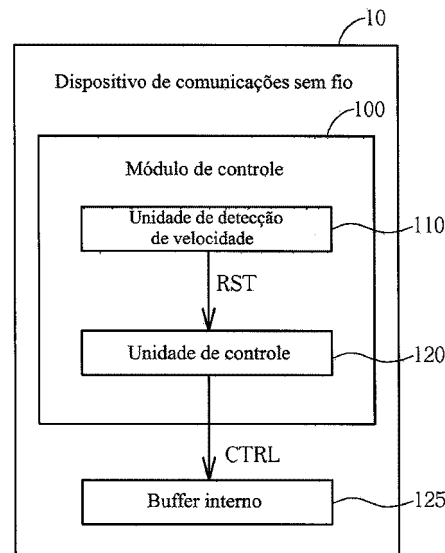 10
Dispositivo de comunicações sem fio
100
Módulo de controle
Unidade de detecção
de velocidade
110
RST
Unidade de controle
120
CTRL
Buffer interno
125